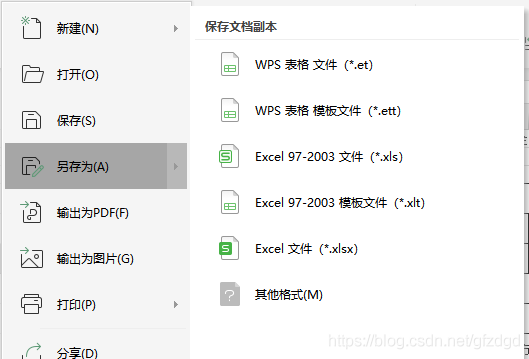 新建(N)
打开(O)
保存(S)
另存为(A)
输出为PDF(F)
输出为图片(G)
打印(P)
分享(D)
保存文档副本
WPS 表格 文件 (*.et)
WPS 表格 模板文件 (*.ett)
Excel 97-2003 文件 (*.xls)
Excel 97-2003 模板文件 (*.xlt)
Excel 文件 (*.xlsx)
其他格式(M)
https://blog.csdn.net/gfzdgd